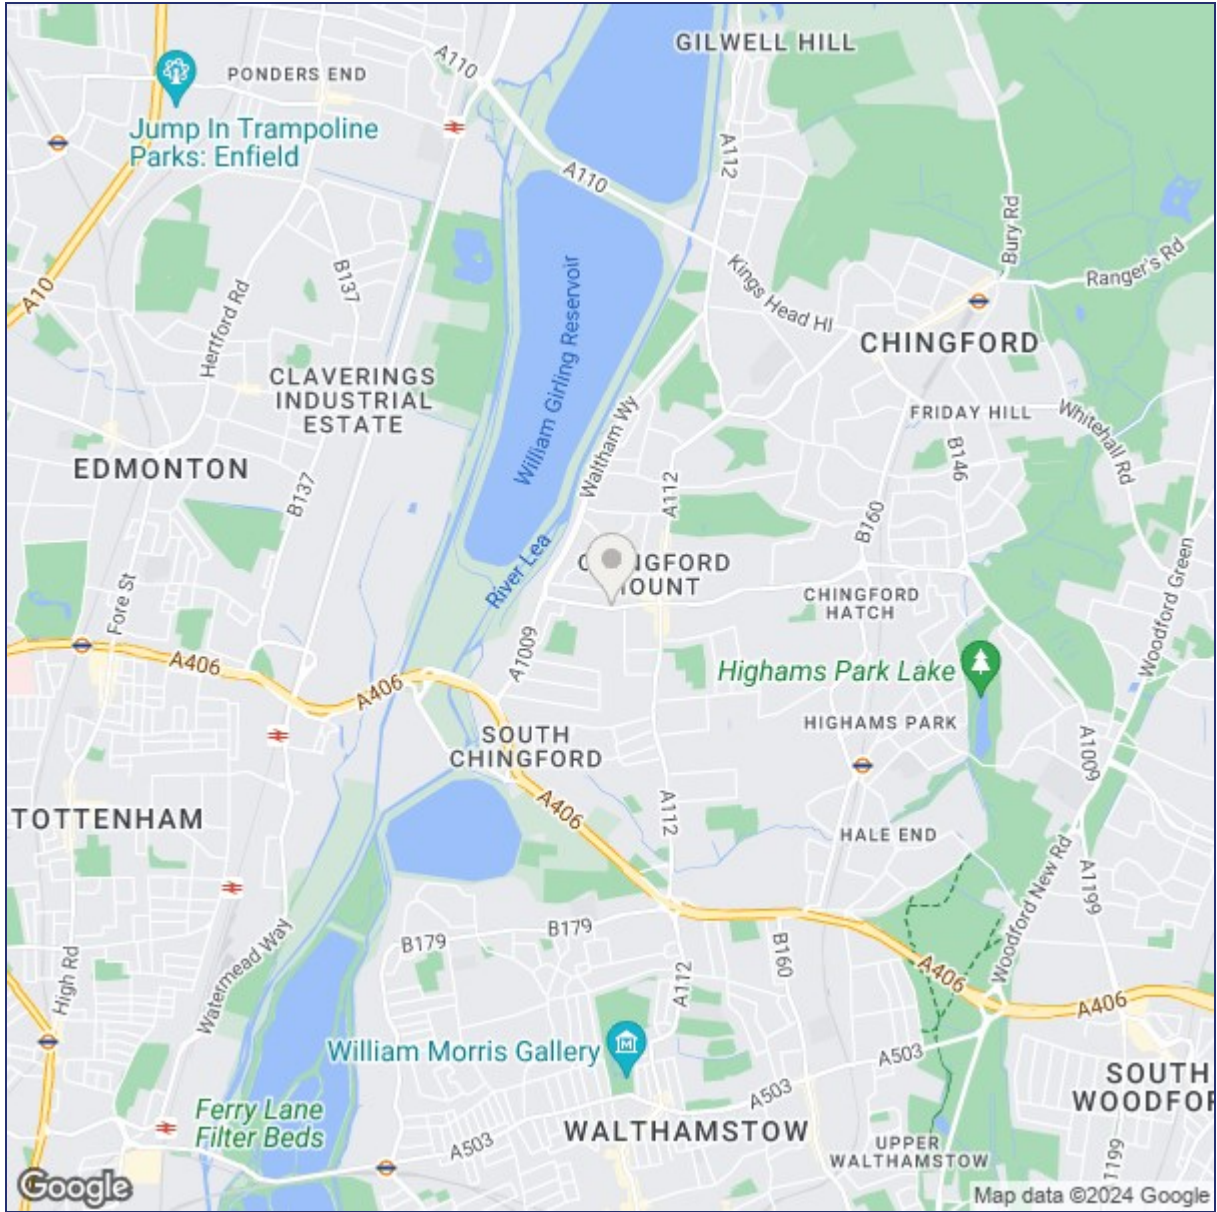 GILWELL HILL
PONDERS END
A110
Jump In Trampoline
Parks: Enfield
A112
A110
Bury Rd
Ranger's Rd
Kings Head Hl
A10
B137
Hertford Rd
William Girling Reservoir
CHINGFORD
CLAVERINGS
INDUSTRIAL
ESTATE
FRIDAY HILL
Whitehall Rd
Waltham Wy
B146
EDMONTON
B137
A112
B160
River Lea
CHINGFORD
MOUNT
Woodford Green
Fore St
CHINGFORD
HATCH
A406
A1009
A406
Highams Park Lake
HIGHAMS PARK
SOUTH
CHINGFORD
A1009
A406
A112
TOTTENHAM
HALE END
Woodford New Rd
A1199
B179
B179
B160
High Rd
Watermead Way
A112
A406
A406
William Morris Gallery
A503
A503
SOUTH
WOODFOR
Ferry Lane
Filter Beds
A503
WALTHAMSTOW
UPPER
WALTHAMSTOW
1199
Google
Map data ©2024 Google